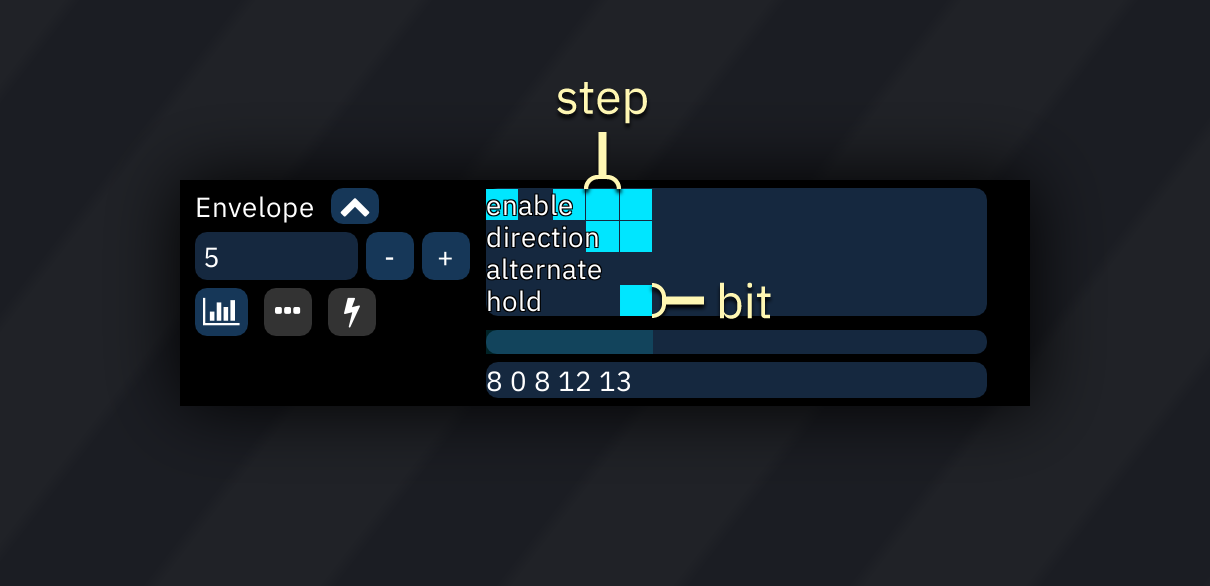 step
Envelope
5
-
+
enable
direction
alternate
hold
bit
8 0 8 12 13